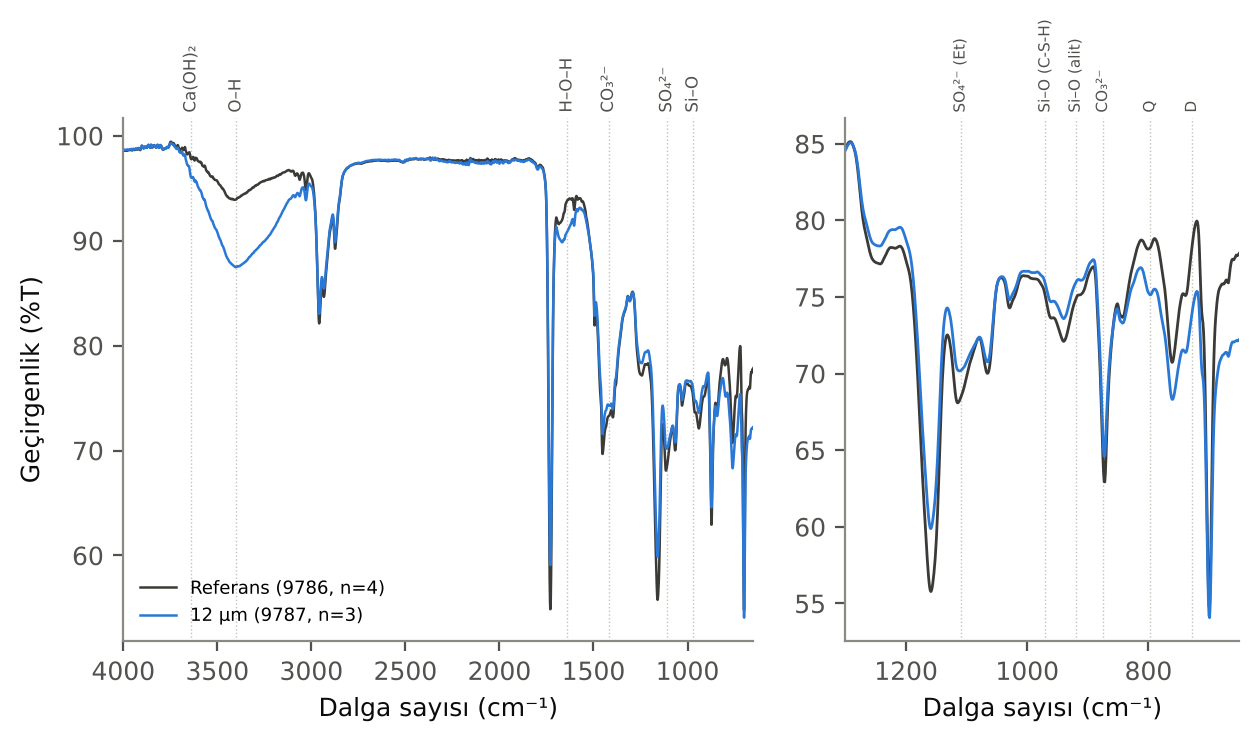 Ca(OH)₂
O–H
H–O–H
CO₃²⁻
SO₄²⁻
Si–O
100
90
80
70
60
Geçirgenlik (%T)
Referans (9786, n=4)
12 µm (9787, n=3)
4000 3500 3000 2500 2000 1500 1000
Dalga sayısı (cm⁻¹)
SO₄²⁻ (Et)
Si–O (C-S-H)
Si–O (alit)
CO₃²⁻
Q
D
85
80
75
70
65
60
55
1200 1000 800
Dalga sayısı (cm⁻¹)